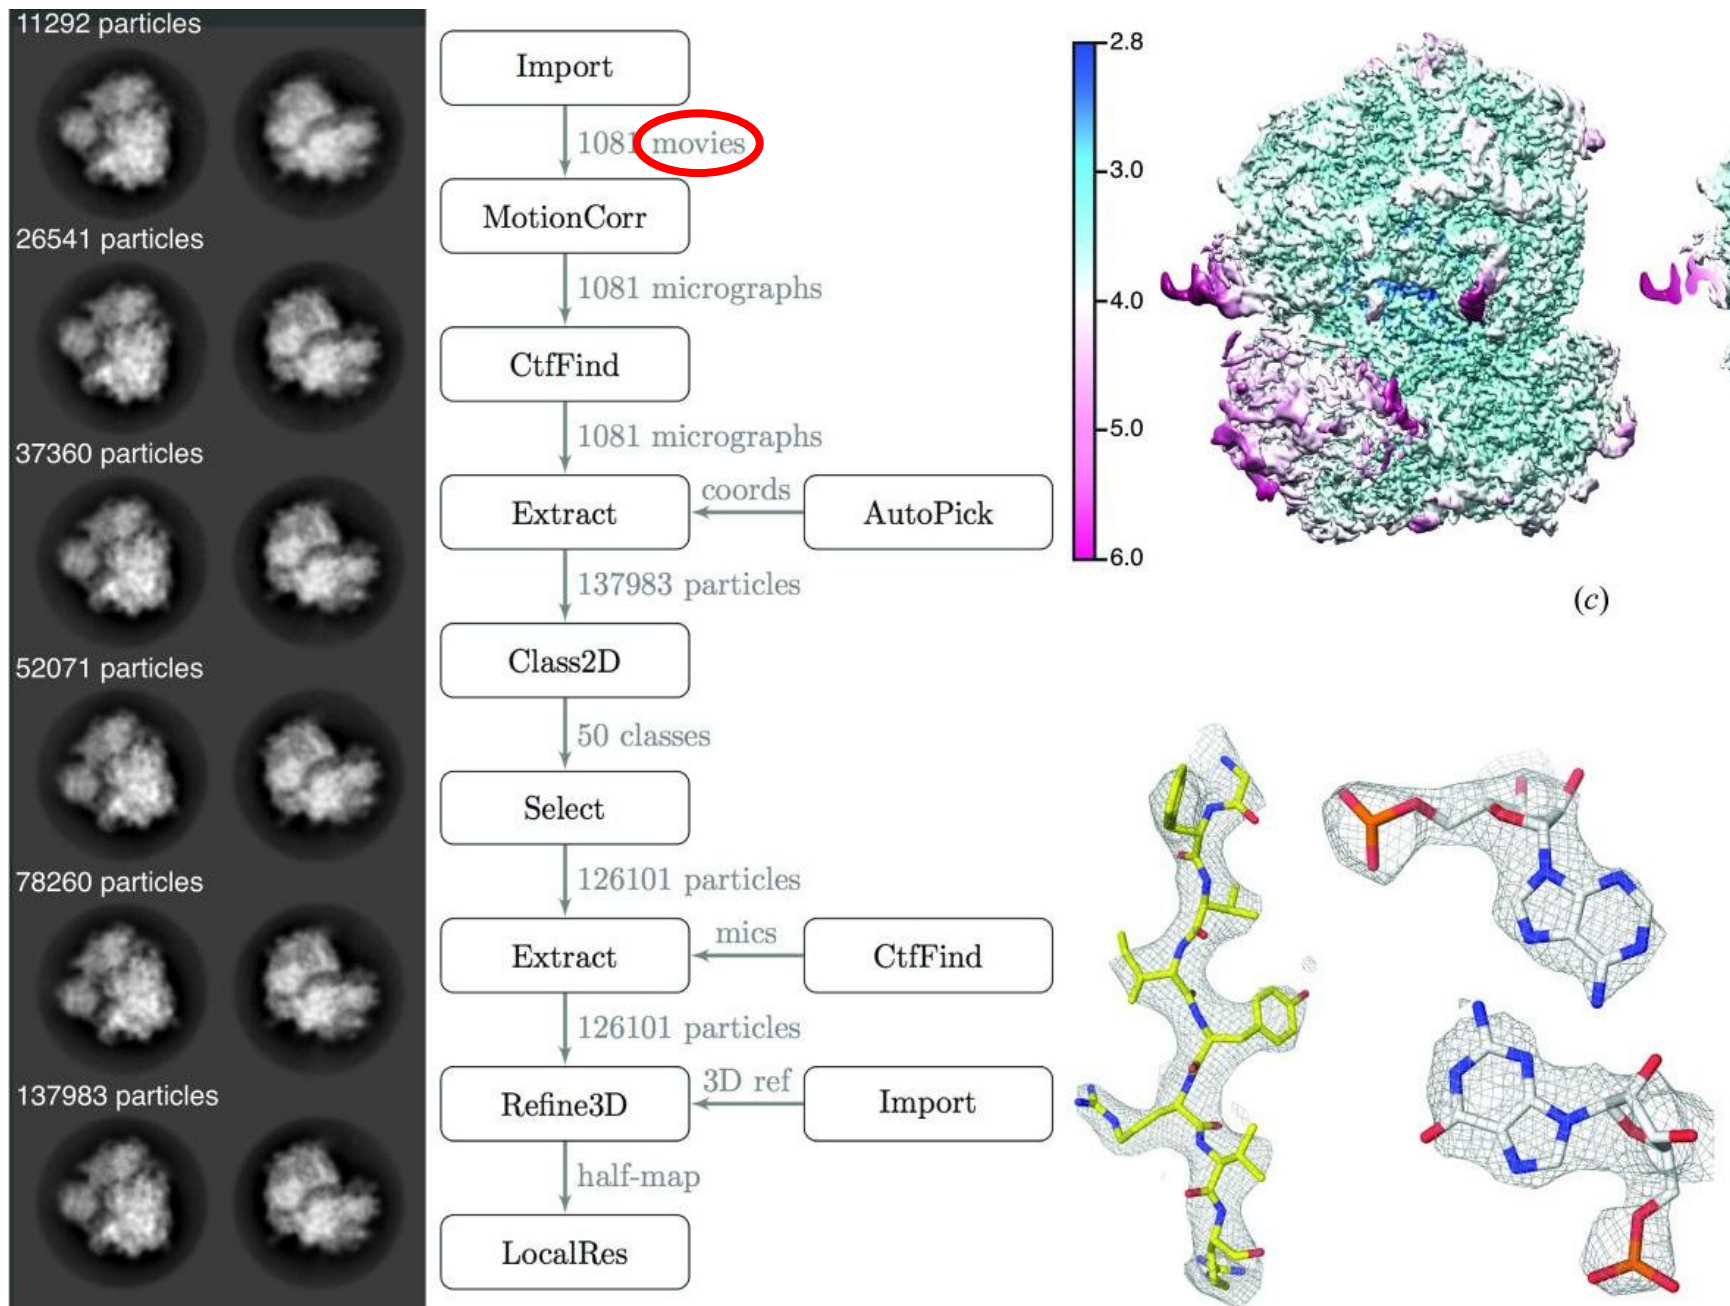 11292 particles
26541 particles
37360 particles
52071 particles
78260 particles
137983 particles
Import
1081 movies
MotionCorr
1081 micrographs
CtfFind
1081 micrographs
Extract
coords
AutoPick
137983 particles
Class2D
50 classes
Select
126101 particles
Extract
mics
CtfFind
126101 particles
Refine3D
3D ref
Import
half-map
LocalRes
2.8
3.0
4.0
5.0
6.0
(c)